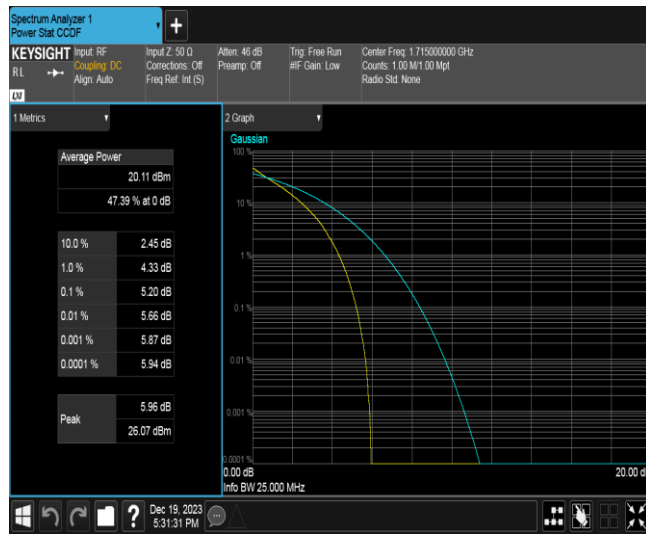 Spectrum Analyzer 1
Power Stat CCDF
+
KEYSIGHT
RL
LXI
Input: RF
Coupling: DC
Align: Auto
Input Z: 50 Ω
Corrections: Off
Freq Ref: Int (S)
Atten: 46 dB
Preamp: Off
Trig: Free Run
#IF Gain: Low
Center Freq: 1.715000000 GHz
Counts: 1.00 M/1.00 Mpt
Radio Std: None
1 Metrics
Average Power
20.11 dBm
47.39 % at 0 dB
10.0 % 2.45 dB
1.0 % 4.33 dB
0.1 % 5.20 dB
0.01 % 5.66 dB
0.001 % 5.87 dB
0.0001 % 5.94 dB
Peak
5.96 dB
26.07 dBm
2 Graph
Gaussian
100 %
10 %
1 %
0.1 %
0.01 %
0.001 %
0.0001 %
0.00 dB 20.00 d
Info BW 25.000 MHz
?
Dec 19, 2023
5:31:31 PM